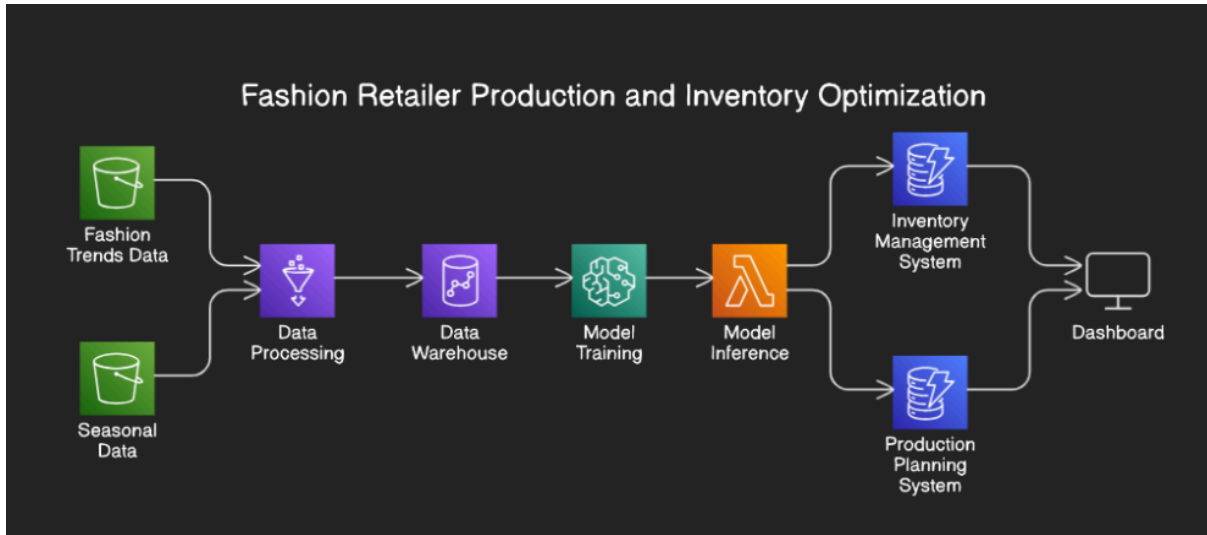 Fashion Retailer Production and Inventory Optimization
Fashion
Trends Data
Seasonal
Data
Data
Processing
Data
Warehouse
Model
Training
Model
Inference
Inventory
Management
System
Production
Planning
System
Dashboard